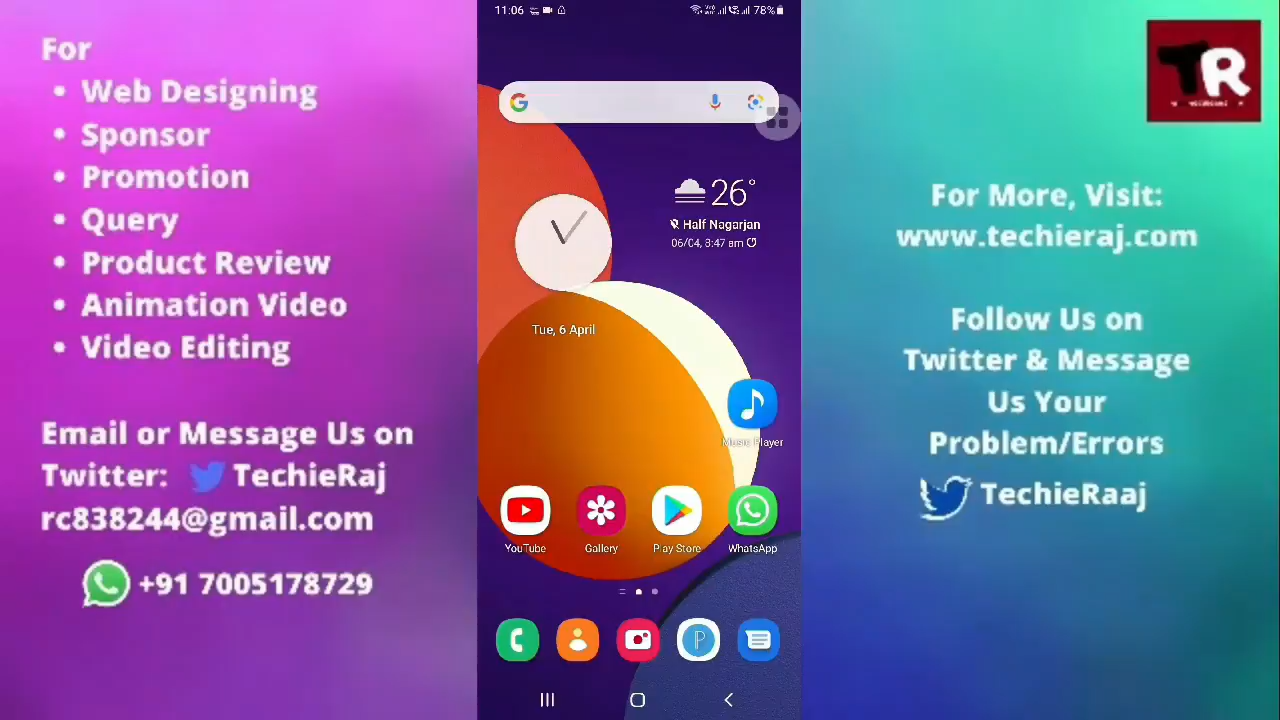 For
• Web Designing
• Sponsor
• Promotion
• Query
• Product Review
• Animation Video
• Video Editing
Email or Message Us on
Twitter: TechieRaj
rc838244@gmail.com
+91 7005178729
11:06
78%
G
26°
Half Nagarjan
06/04, 8:47 am
Tue, 6 April
Music Player
YouTube
Gallery
Play Store
WhatsApp
P
TR
For More, Visit:
www.techieraj.com
Follow Us on
Twitter & Message
Us Your
Problem/Errors
TechieRaaj